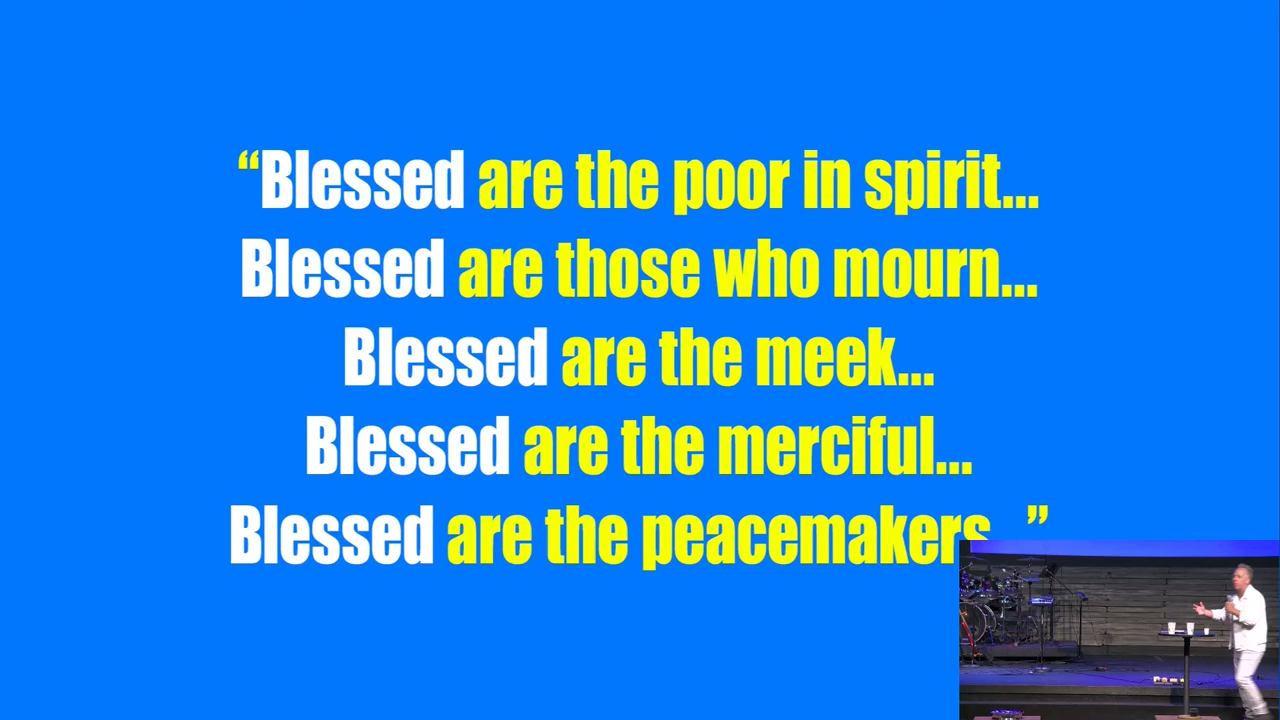 “Blessed are the poor in spirit...
Blessed are those who mourn...
Blessed are the meek...
Blessed are the merciful...
Blessed are the peacemakers...”